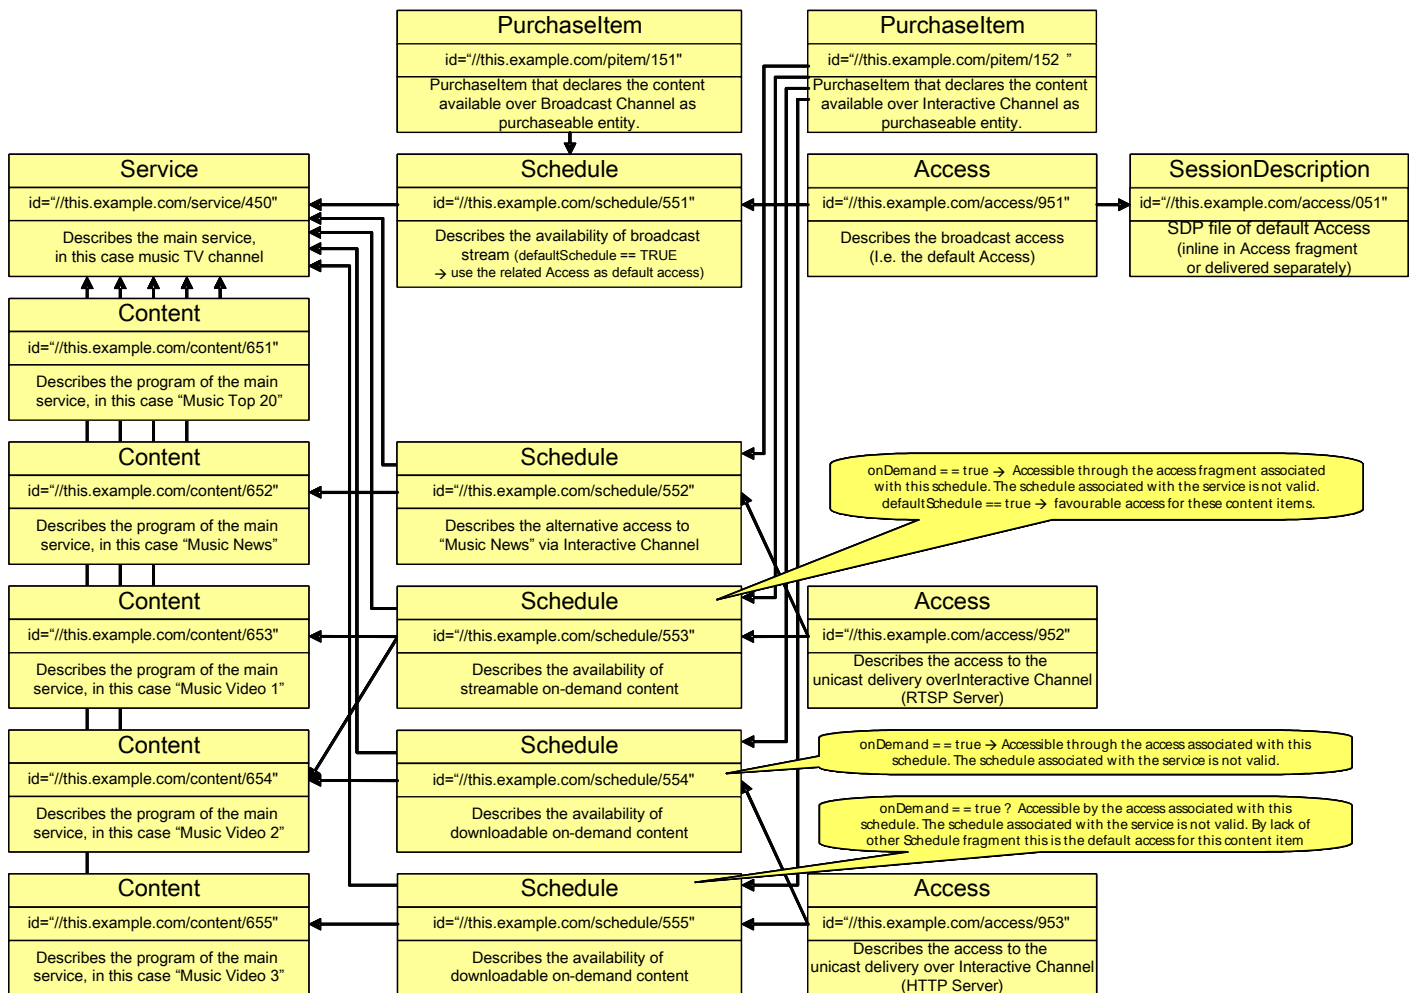 PurchaseItem
id="//this.example.com/pitem/151"
PurchaseItem that declares the content
available over Broadcast Channel as
purchaseable entity.
PurchaseItem
id="//this.example.com/pitem/152 "
PurchaseItem that declares the content
available over Interactive Channel as
purchaseable entity.
Service
id="//this.example.com/service/450"
Describes the main service,
in this case music TV channel
Schedule
id="//this.example.com/schedule/551"
Describes the availability of broadcast
stream (defaultSchedule == TRUE
→ use the related Access as default access)
Access
id="//this.example.com/access/951"
Describes the broadcast access
(I.e. the default Access)
SessionDescription
id="//this.example.com/access/051"
SDP file of default Access
(inline in Access fragment
or delivered separately)
Content
id="//this.example.com/content/651"
Describes the program of the main
service, in this case “Music Top 20”
Content
id="//this.example.com/content/652"
Describes the program of the main
service, in this case “Music News”
Schedule
id="//this.example.com/schedule/552"
Describes the alternative access to
“Music News” via Interactive Channel
onDemand == true → Accessible through the access fragment associated
with this schedule. The schedule associated with the service is not valid.
defaultSchedule == true → favourable access for these content items.
Content
id="//this.example.com/content/653"
Describes the program of the main
service, in this case “Music Video 1”
Schedule
id="//this.example.com/schedule/553"
Describes the availability of
streamable on-demand content
Access
id="//this.example.com/access/952"
Describes the access to the
unicast delivery overInteractive Channel
(RTSP Server)
Content
id="//this.example.com/content/654"
Describes the program of the main
service, in this case “Music Video 2”
Schedule
id="//this.example.com/schedule/554"
Describes the availability of
downloadable on-demand content
onDemand == true → Accessible through the access associated with this
schedule. The schedule associated with the service is not valid.
onDemand == true ? Accessible by the access associated with this
schedule. The schedule associated with the service is not valid. By lack of
other Schedule fragment this is the default access for this content item
Content
id="//this.example.com/content/655"
Describes the program of the main
service, in this case “Music Video 3”
Schedule
id="//this.example.com/schedule/555"
Describes the availability of
downloadable on-demand content
Access
id="//this.example.com/access/953"
Describes the access to the
unicast delivery over Interactive Channel
(HTTP Server)